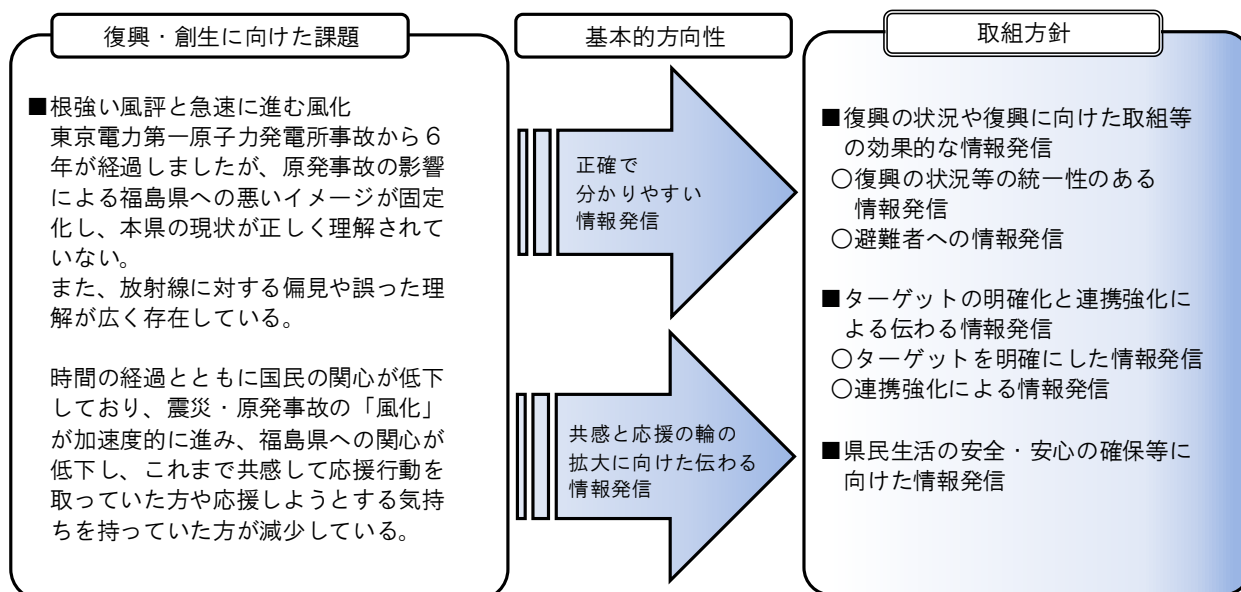 復興・創生に向けた課題
■根強い風評と急速に進む風化
東京電力第一原子力発電所事故から６
年が経過しましたが、原発事故の影響
による福島県への悪いイメージが固定
化し、本県の現状が正しく理解されて
いない。
また、放射線に対する偏見や誤った理
解が広く存在している。
時間の経過とともに国民の関心が低下
しており、震災・原発事故の「風化」
が加速度的に進み、福島県への関心が
低下し、これまで共感して応援行動を
取っていた方や応援しようとする気持
ちを持っていた方が減少している。
基本的方向性
正確で
分かりやすい
情報発信
共感と応援の輪の
拡大に向けた伝わる
情報発信
取組方針
■復興の状況や復興に向けた取組等
の効果的な情報発信
○復興の状況等の統一性のある
情報発信
○避難者への情報発信
■ターゲットの明確化と連携強化に
よる伝わる情報発信
○ターゲットを明確にした情報発信
○連携強化による情報発信
■県民生活の安全・安心の確保等に
向けた情報発信